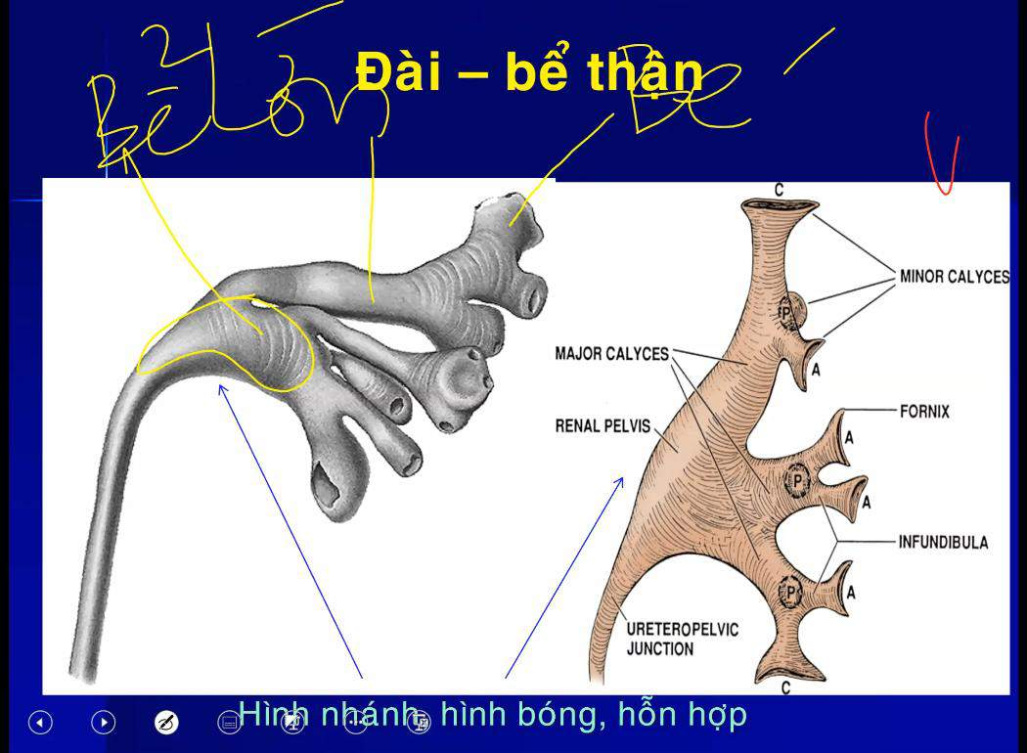 Đài – bể thận
Bể
Lớn
Bé
C
MINOR CALYCES
P
MAJOR CALYCES
A
FORNIX
RENAL PELVIS
A
P
A
INFUNDIBULA
P
A
URETEROPELVIC
JUNCTION
C
Hình nhánh, hình bóng, hỗn hợp